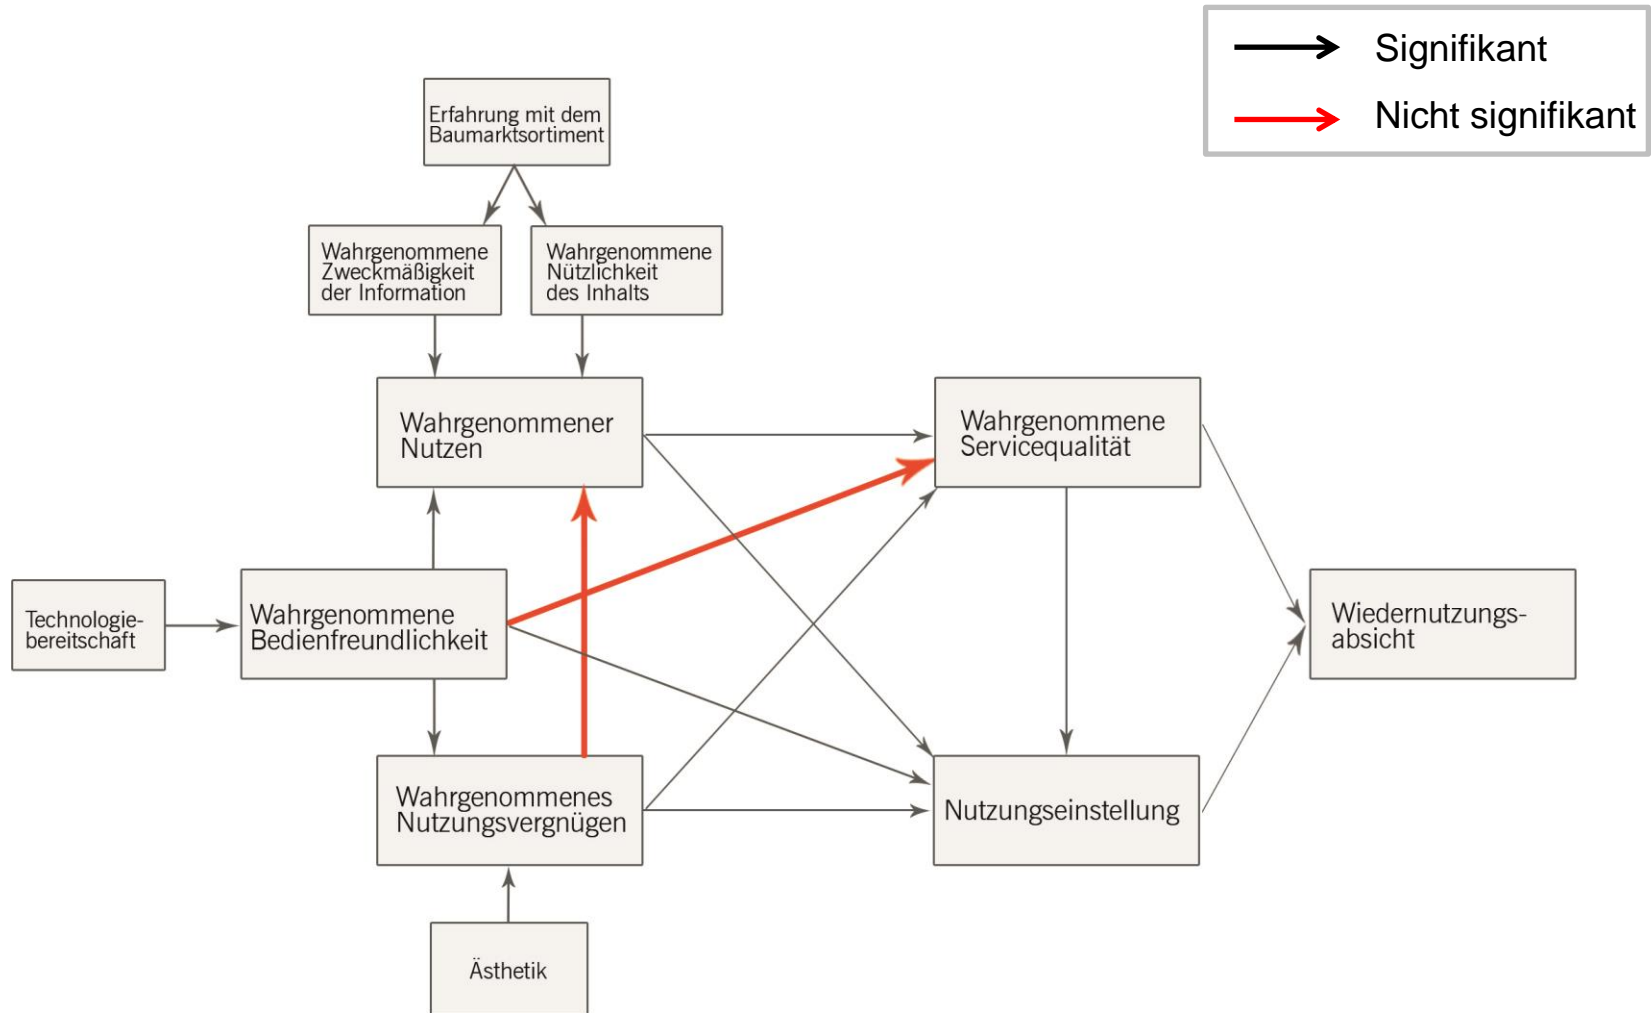 Signifikant
Nicht signifikant
Erfahrung mit dem
Baumarktsortiment
Wahrgenommene
Zweckmäßigkeit
der Information
Wahrgenommene
Nützlichkeit
des Inhalts
Wahrgenommener
Nutzen
Wahrgenommene
Servicequalität
Technologie-
bereitschaft
Wahrgenommene
Bedienfreundlichkeit
Wiedernutzungs-
absicht
Wahrgenommenes
Nutzungsvergnügen
Nutzungseinstellung
Ästhetik